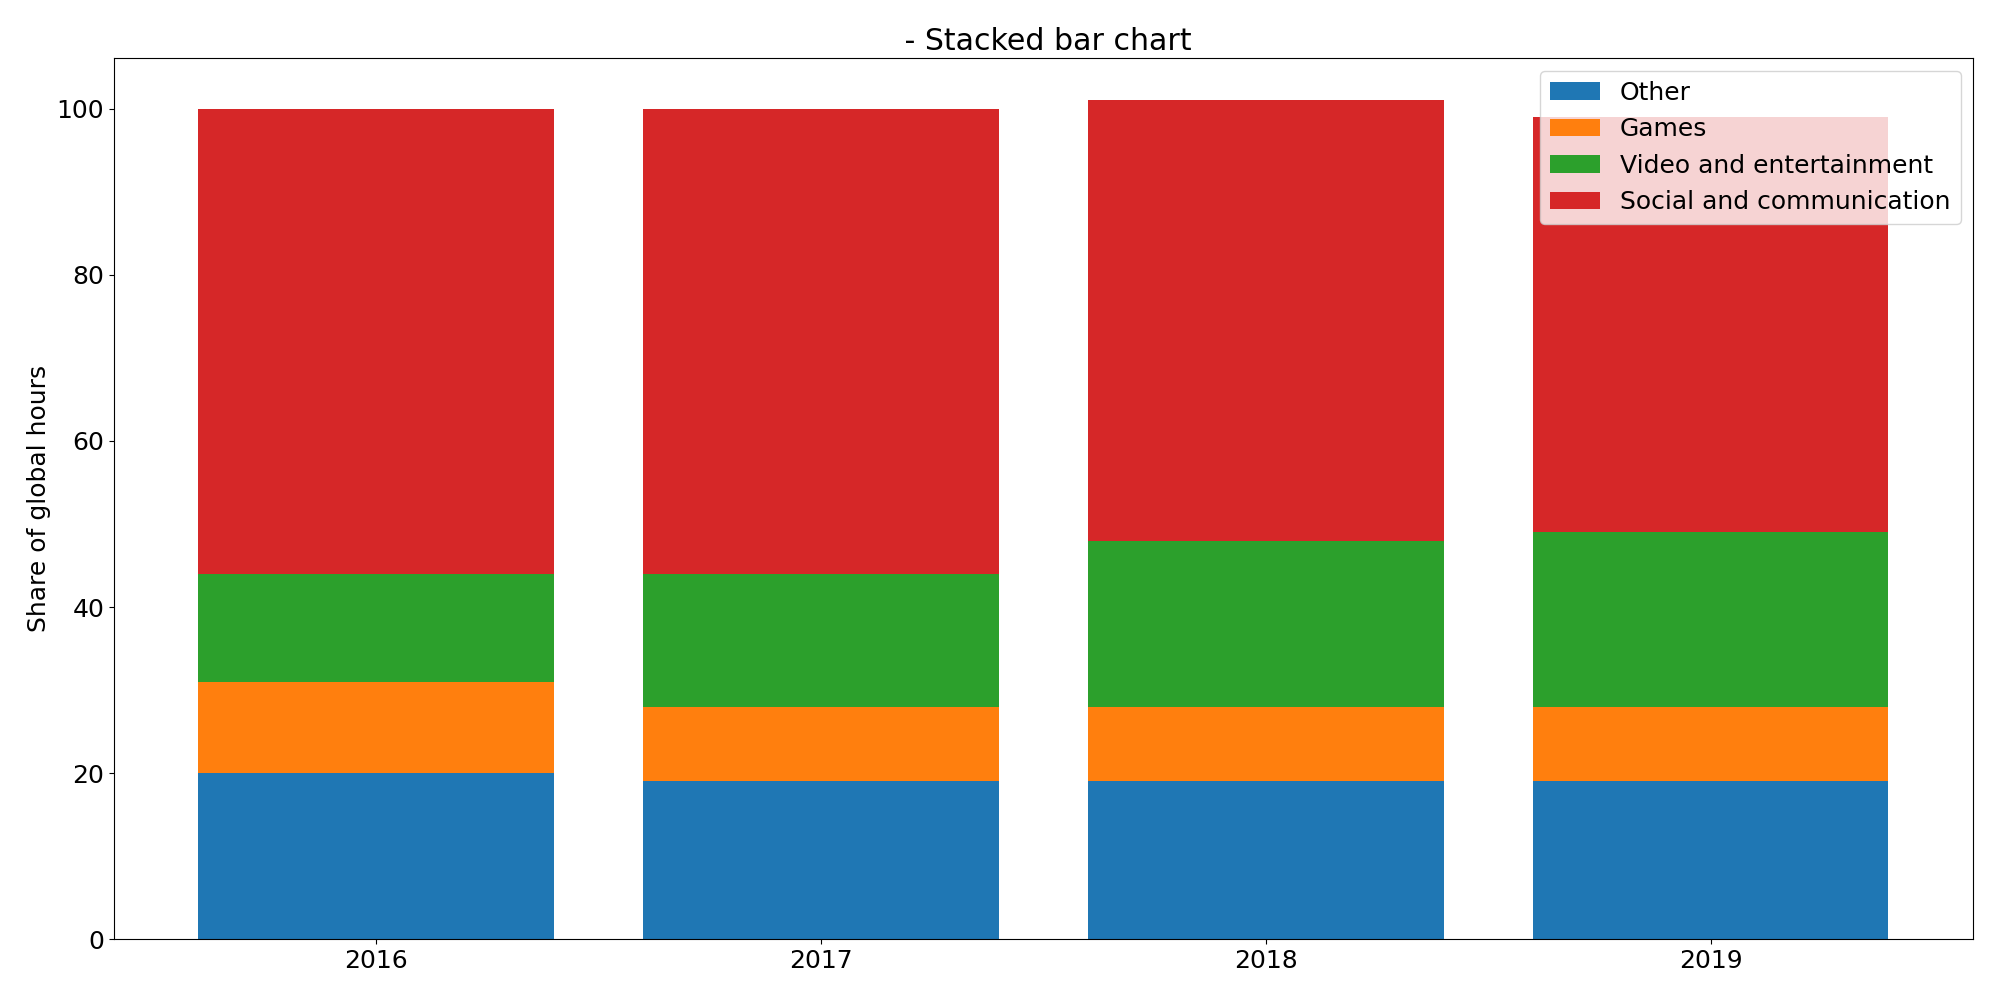 - Stacked bar chart
Share of global hours
100
80
60
40
20
0
2016 2017 2018 2019
Other
Games
Video and entertainment
Social and communication